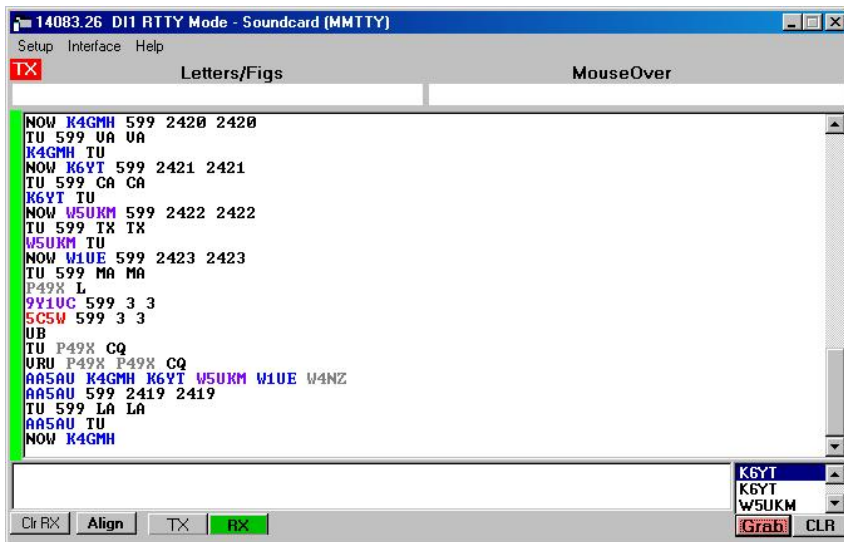 14083.26 DI1 RTTY Mode - Soundcard (MMTTY)
Setup Interface Help
TX
Letters/Figs MouseOver
NOW K4GMH 599 2420 2420
TU 599 VA VA
K4GMH TU
NOW K6YT 599 2421 2421
TU 599 CA CA
K6YT TU
NOW W5UKM 599 2422 2422
TU 599 TX TX
W5UKM TU
NOW W1UE 599 2423 2423
TU 599 MA MA
P49X L
9Y1VC 599 3 3
5C5W 599 3 3
UB
TU P49X CQ
VRU P49X P49X CQ
AA5AU K4GMH K6YT W5UKM W1UE W4NZ
AA5AU 599 2419 2419
TU 599 LA LA
AA5AU TU
NOW K4GMH
K6YT
K6YT
W5UKM
Clr RX Align TX RX Grab CLR